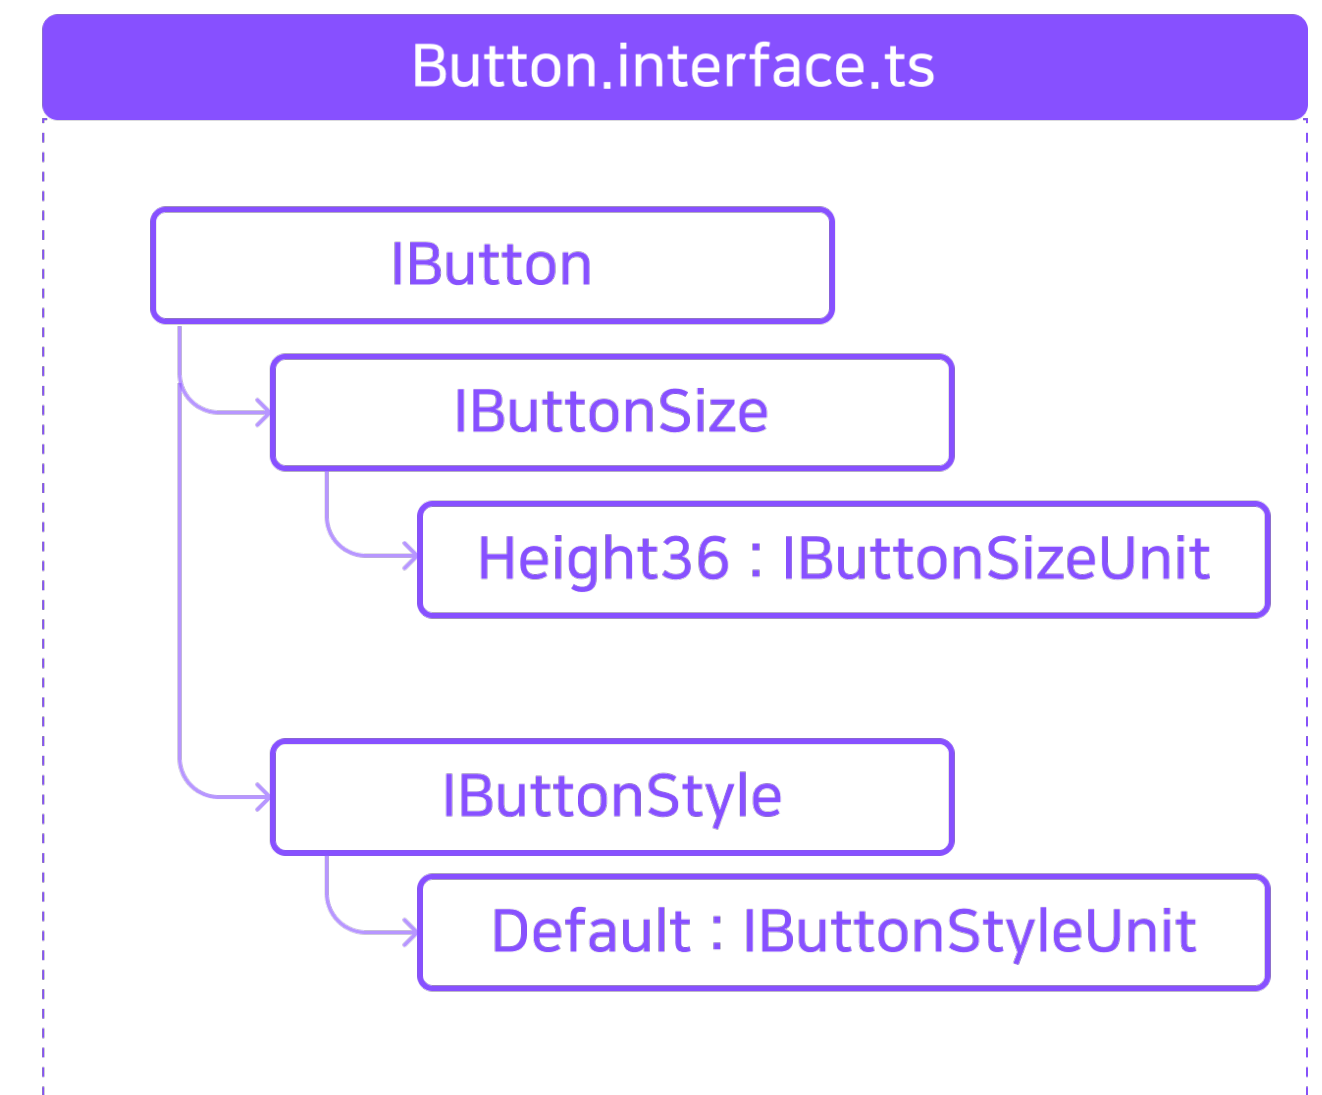 Button.interface.ts
IButton
IButtonSize
Height36 : IButtonSizeUnit
IButtonStyle
Default : IButtonStyleUnit